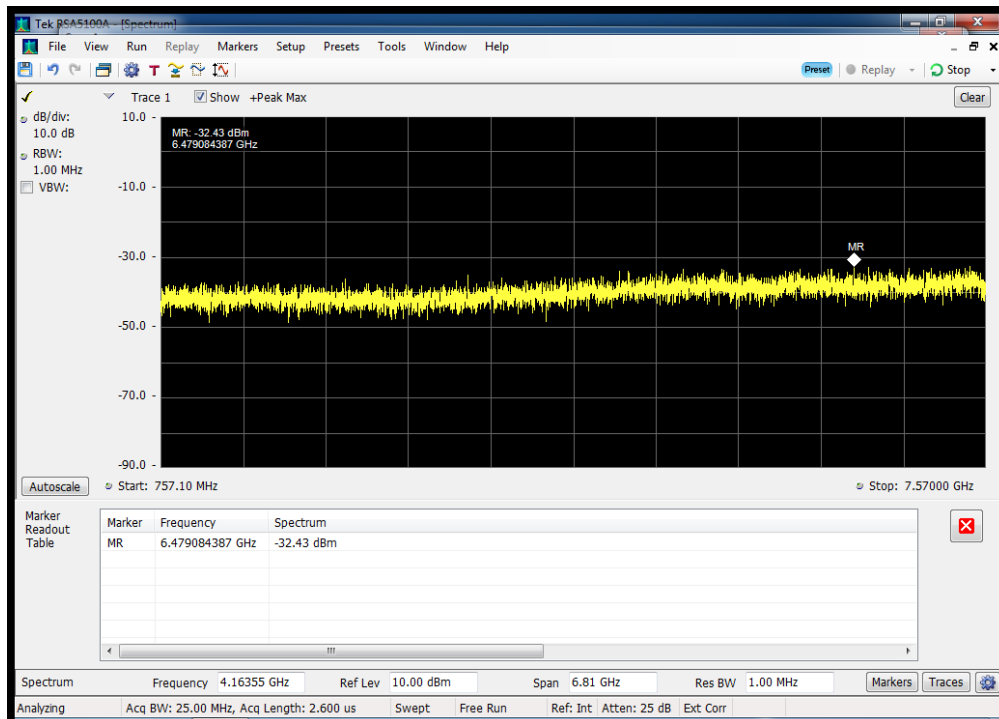 Tek RSA5100A - [Spectrum]
File View Run Replay Markers Setup Presets Tools Window Help
Preset Replay Stop
Trace 1 Show +Peak Max Clear
dB/div:
10.0 dB
RBW:
1.00 MHz
VBW:
10.0
-10.0
-30.0
-50.0
-70.0
-90.0
MR: -32.43 dBm
6.479084387 GHz
MR
Autoscale Start: 757.10 MHz Stop: 7.57000 GHz
Marker
Readout
Table
Marker Frequency Spectrum
MR 6.479084387 GHz -32.43 dBm
Spectrum Frequency 4.16355 GHz Ref Lev 10.00 dBm Span 6.81 GHz Res BW 1.00 MHz Markers Traces
Analyzing Acq BW: 25.00 MHz, Acq Length: 2.600 us Swept Free Run Ref: Int Atten: 25 dB Ext Corr